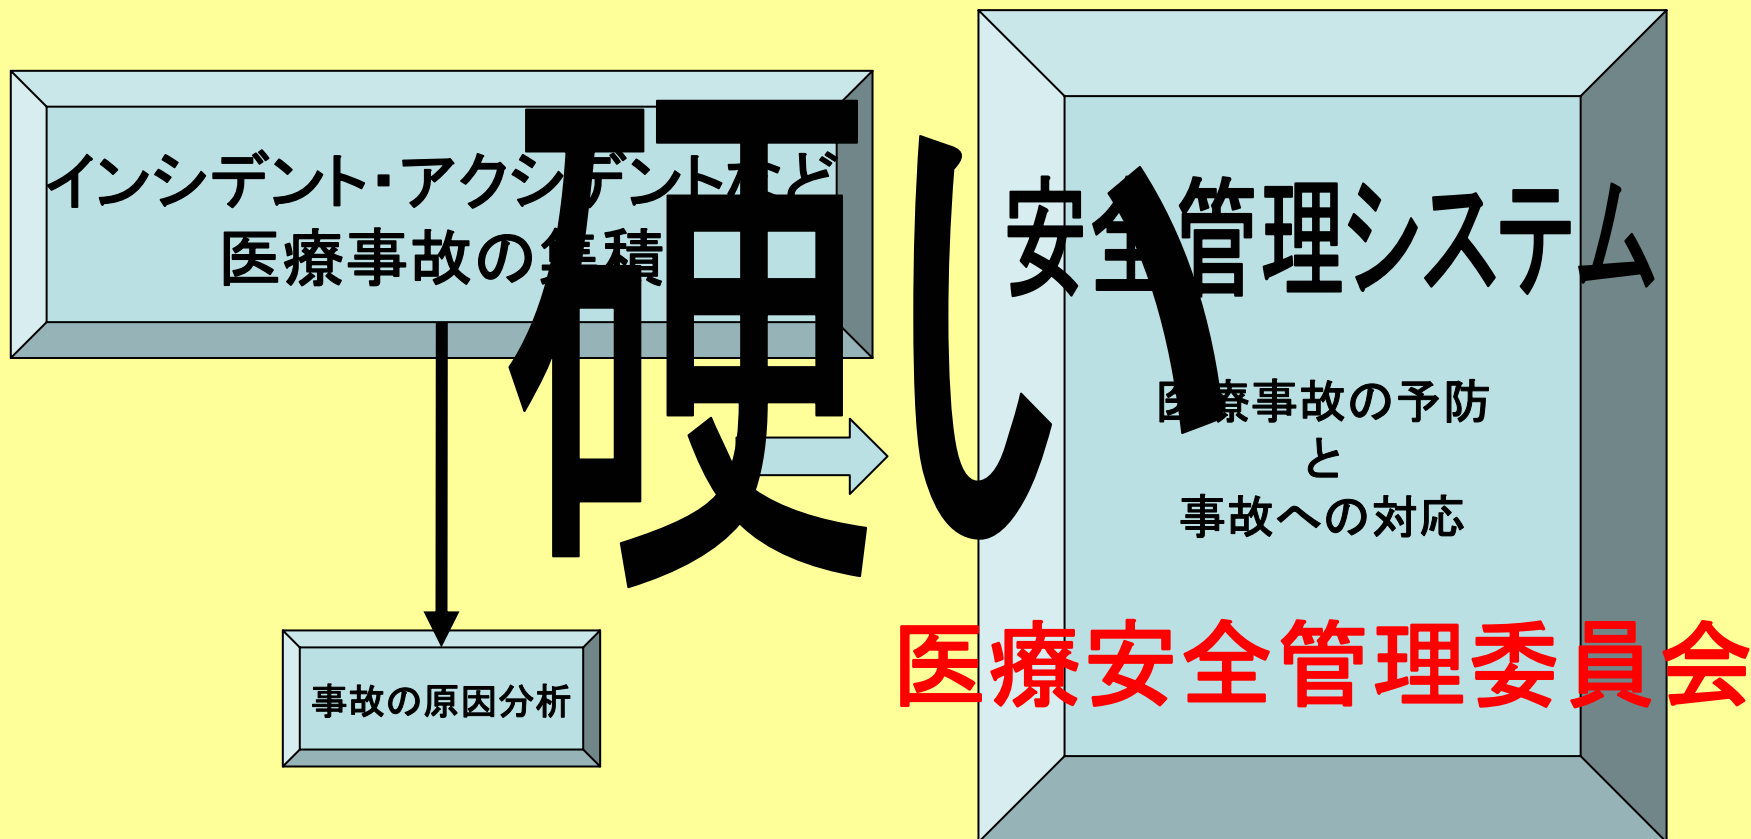 インシデント・アクシデントなど
医療事故の集積
硬い
事故の原因分析
安全管理システム
医療事故の予防
と
事故への対応
医療安全管理委員会